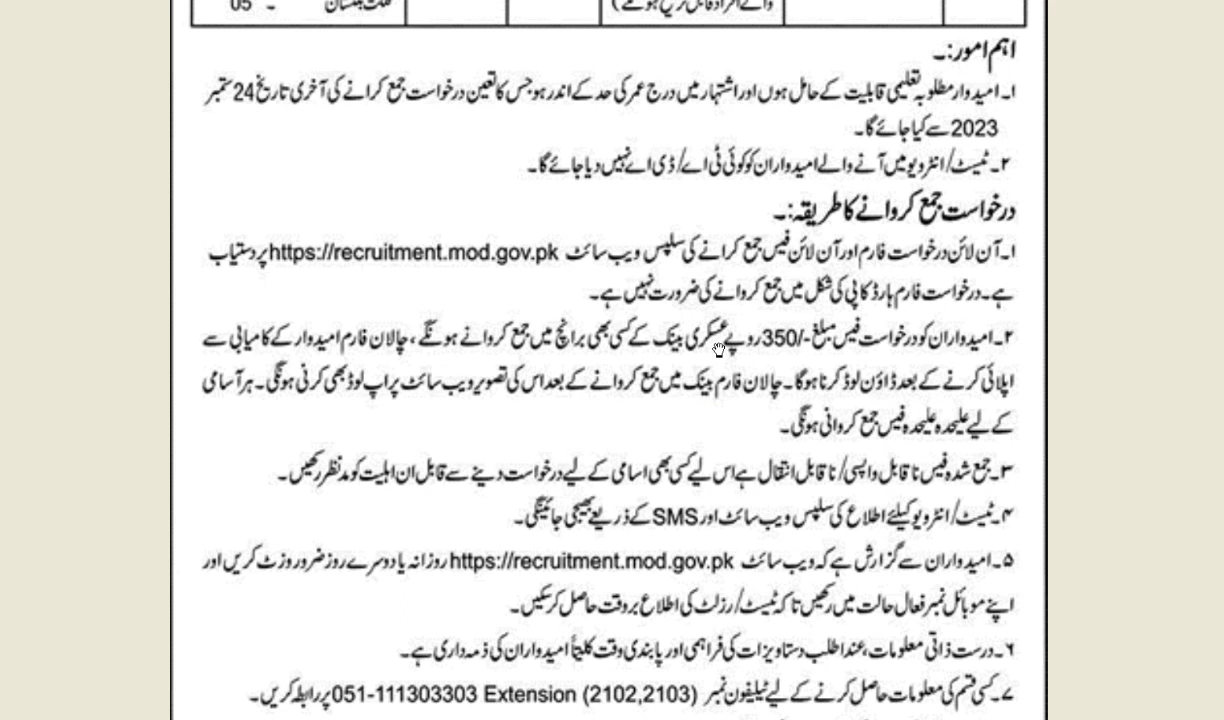 گلگت بلتستان ۔ 05
اہم امور:۔
۱۔ امیدوار مطلوبہ تعلیمی قابلیت کے حامل ہوں اور اشتہار میں درج عمر کی حد کے اندر ہو جس کا تعین درخواست جمع کرانے کی آخری تاریخ 24 ستمبر
2023 سے کیا جائے گا۔
۲۔ ٹیسٹ/انٹرویو میں آنے والے امیدواران کو کوئی ٹی اے/ڈی اے نہیں دیا جائے گا۔
درخواست جمع کروانے کا طریقہ:۔
۱۔ آن لائن درخواست فارم اور آن لائن فیس جمع کرانے کی سلپس ویب سائٹ https://recruitment.mod.gov.pk پر دستیاب
ہے۔ درخواست فارم ہارڈ کاپی کی شکل میں جمع کروانے کی ضرورت نہیں ہے۔
۲۔ امیدواران کو درخواست فیس مبلغ -/350 روپے عسکری بینک کے کسی بھی برانچ میں جمع کروانے ہونگے، چالان فارم امیدوار کے کامیابی سے
اپلائی کرنے کے بعد ڈاؤن لوڈ کرنا ہوگا۔ چالان فارم بینک میں جمع کروانے کے بعد اس کی تصویر ویب سائٹ پر اپ لوڈ بھی کرنی ہونگی۔ ہر آسامی
کے لیے علیحدہ علیحدہ فیس جمع کروانی ہونگی۔
۳۔ جمع شدہ فیس ناقابل واپسی/ناقابل انتقال ہے اس لیے کسی بھی اسامی کے لیے درخواست دینے سے قابل ان اہلیت کو مدنظر رکھیں۔
۴۔ ٹیسٹ/انٹرویو کیلئے اطلاع کی سلپس ویب سائٹ اور SMS کے ذریعے بھیجی جائینگی۔
۵۔ امیدواران سے گزارش ہے کہ ویب سائٹ https://recruitment.mod.gov.pk روزانہ یا دوسرے روز ضرور وزٹ کریں اور
اپنے موبائل نمبر فعال حالت میں رکھیں تاکہ ٹیسٹ/رزلٹ کی اطلاع بروقت حاصل کرسکیں۔
۶۔ درست ذاتی معلومات، عندالطلب دستاویزات کی فراہمی اور پابندی وقت کلیتاً امیدواران کی ذمہ داری ہے۔
۷۔ کسی قسم کی معلومات حاصل کرنے کے لیے ٹیلیفون نمبر 051-111303303 Extension (2102,2103) پر رابطہ کریں۔